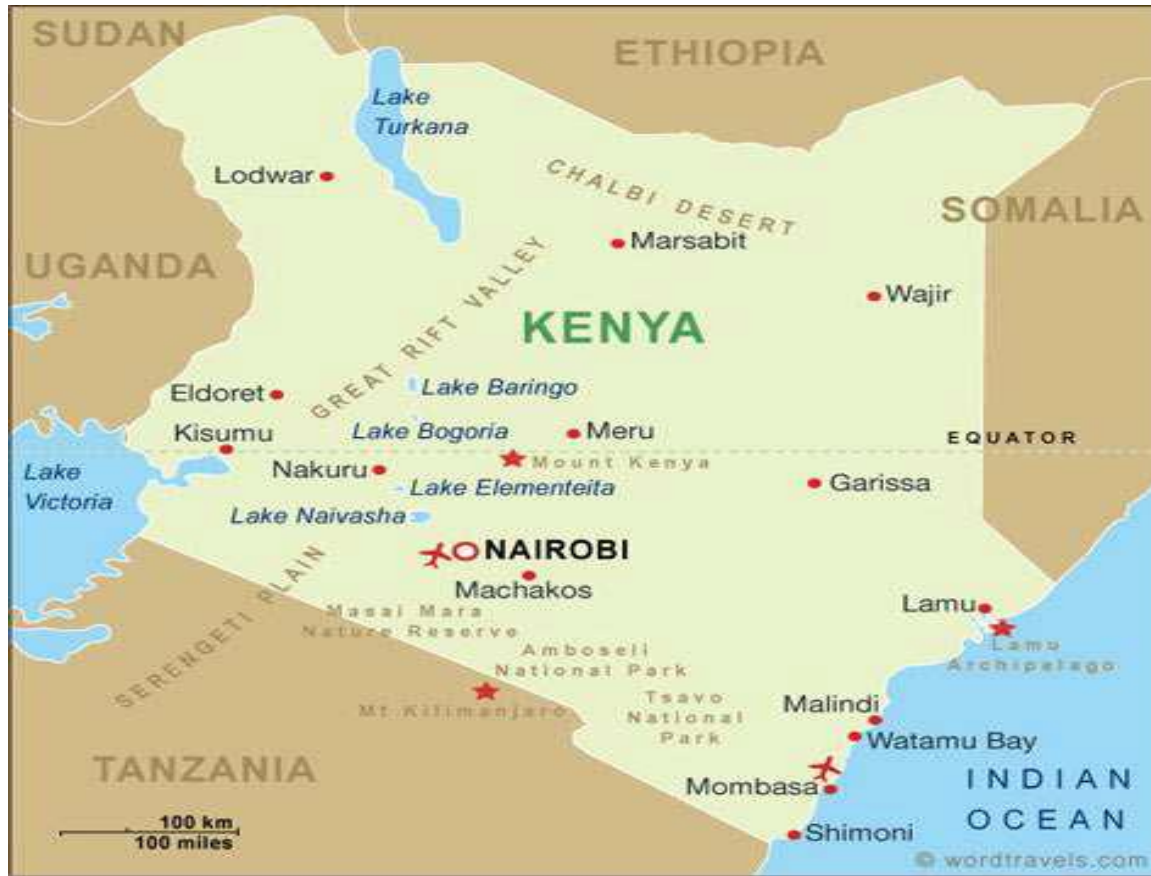 SUDAN
ETHIOPIA
Lake
Turkana
Lodwar
CHALBI DESERT
SOMALIA
Marsabit
UGANDA
Wajir
GREAT RIFT VALLEY
KENYA
Lake Baringo
Eldoret
Lake Bogoria
Kisumu
Meru
EQUATOR
Mount Kenya
Nakuru
Lake
Victoria
Lake Elementeita
Garissa
Lake Naivasha
NAIROBI
Machakos
SERENGETI PLAIN
Masai Mara
Nature Reserve
Lamu
Lamu
Archipelago
Amboseli
National Park
Mt Kilimanjaro
Tsavo
National
Park
Malindi
Watamu Bay
TANZANIA
Mombasa
INDIAN
OCEAN
100 km
100 miles
Shimoni
© wordtravels.com